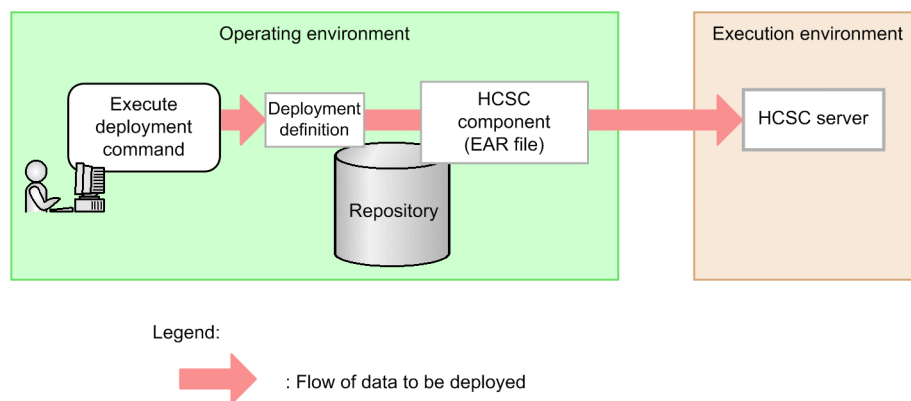 Operating environment
Execution environment
Execute
deployment
command
Deployment
definition
HCSC
component
(EAR file)
HCSC server
Repository
Legend:
: Flow of data to be deployed